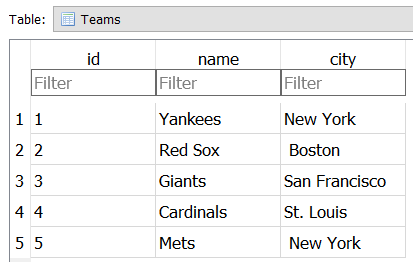 Table: Teams
id name city
Filter Filter Filter
1 1 Yankees New York
2 2 Red Sox Boston
3 3 Giants San Francisco
4 4 Cardinals St. Louis
5 5 Mets New York